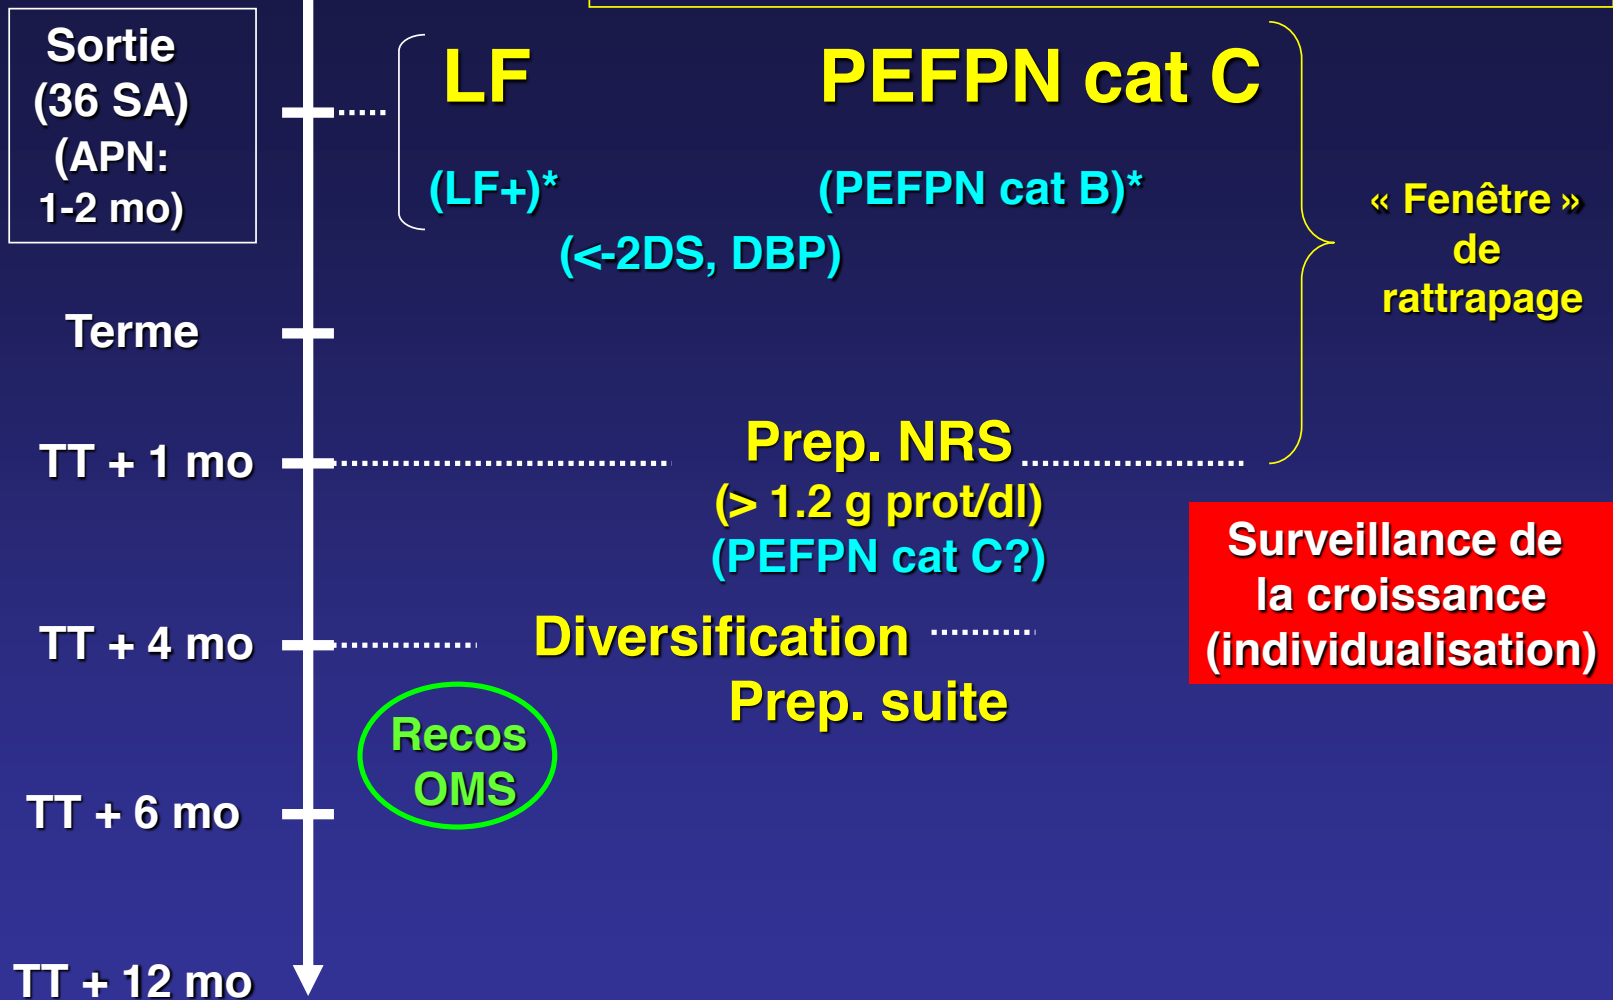 Sortie
(36 SA)
(APN:
1-2 mo)
LF
PEFPN cat C
(LF+)*
(PEFPN cat B)*
(<-2DS, DBP)
« Fenêtre »
de
rattrapage
Terme
TT + 1 mo
Prep. NRS
(> 1.2 g prot/dl)
(PEFPN cat C?)
Surveillance de
la croissance
(individualisation)
TT + 4 mo
Diversification
Prep. suite
Recos
OMS
TT + 6 mo
TT + 12 mo